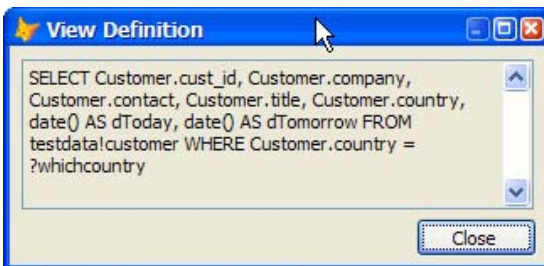 View Definition
SELECT Customer.cust_id, Customer.company,
Customer.contact, Customer.title, Customer.country,
date() AS dToday, date() AS dTomorrow FROM
testdata!customer WHERE Customer.country =
?whichcountry
Close